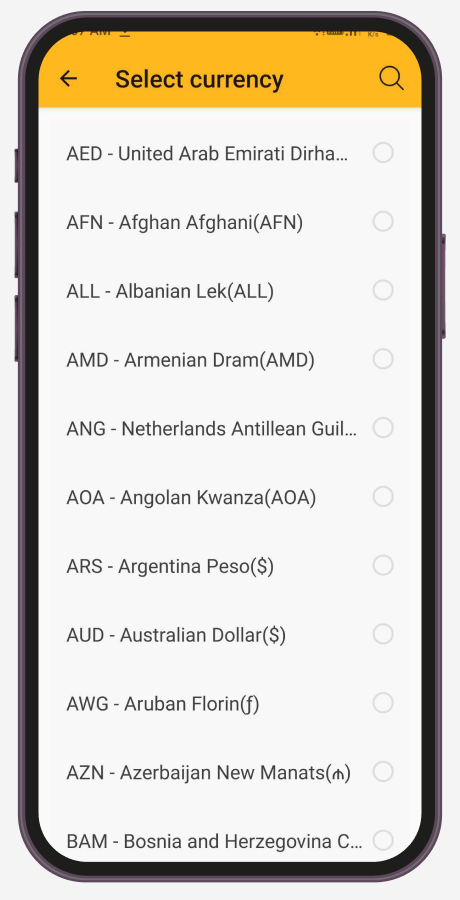 AM
Select currency
AED - United Arab Emirati Dirha...
AFN - Afghan Afghani(AFN)
ALL - Albanian Lek(ALL)
AMD - Armenian Dram(AMD)
ANG - Netherlands Antillean Guil...
AOA - Angolan Kwanza(AOA)
ARS - Argentina Peso($)
AUD - Australian Dollar($)
AWG - Aruban Florin(ƒ)
AZN - Azerbaijan New Manats(₼)
BAM - Bosnia and Herzegovina C...